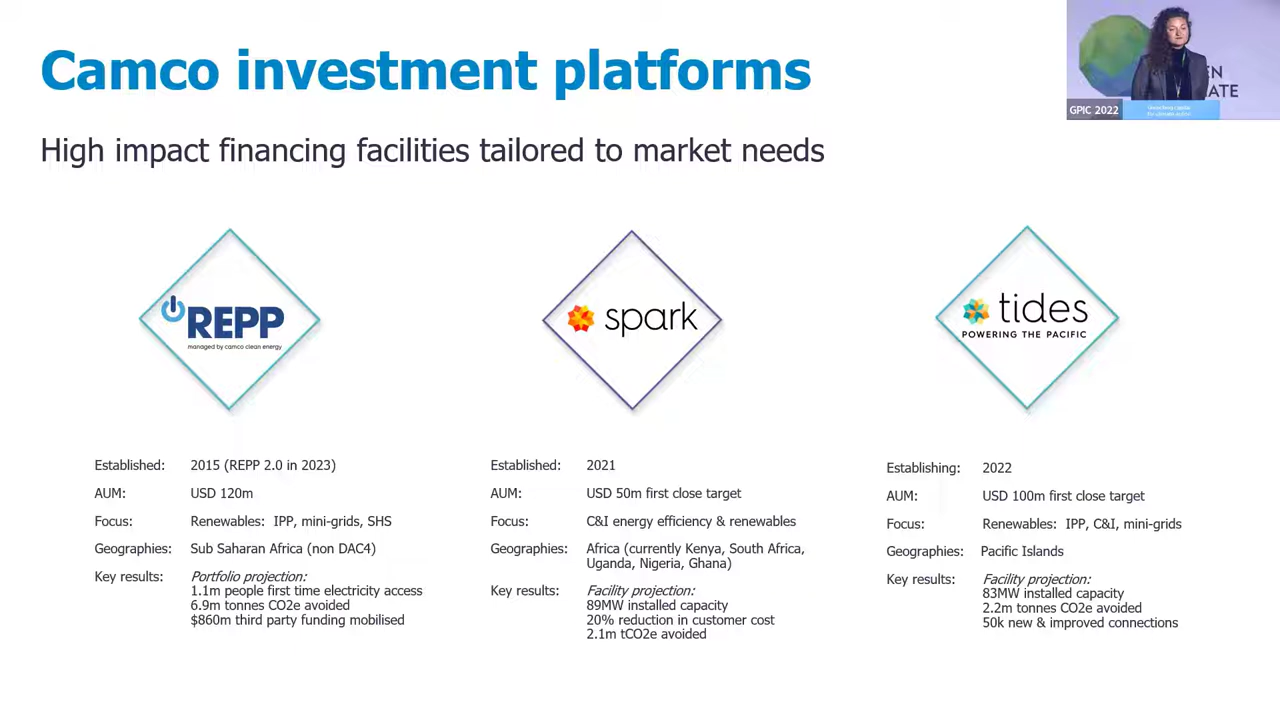 Camco investment platforms
High impact financing facilities tailored to market needs
EN
ATE
GPIC 2022
REPP
managed by camco clean energy
Established: 2015 (REPP 2.0 in 2023)
AUM: USD 120m
Focus: Renewables: IPP, mini-grids, SHS
Geographies: Sub Saharan Africa (non DAC4)
Key results: Portfolio projection:
1.1m people first time electricity access
6.9m tonnes CO2e avoided
$860m third party funding mobilised
spark
Established: 2021
AUM: USD 50m first close target
Focus: C&I energy efficiency & renewables
Geographies: Africa (currently Kenya, South Africa,
Uganda, Nigeria, Ghana)
Key results: Facility projection:
89MW installed capacity
20% reduction in customer cost
2.1m tCO2e avoided
tides
POWERING THE PACIFIC
Establishing: 2022
AUM: USD 100m first close target
Focus: Renewables: IPP, C&I, mini-grids
Geographies: Pacific Islands
Key results: Facility projection:
83MW installed capacity
2.2m tonnes CO2e avoided
50k new & improved connections